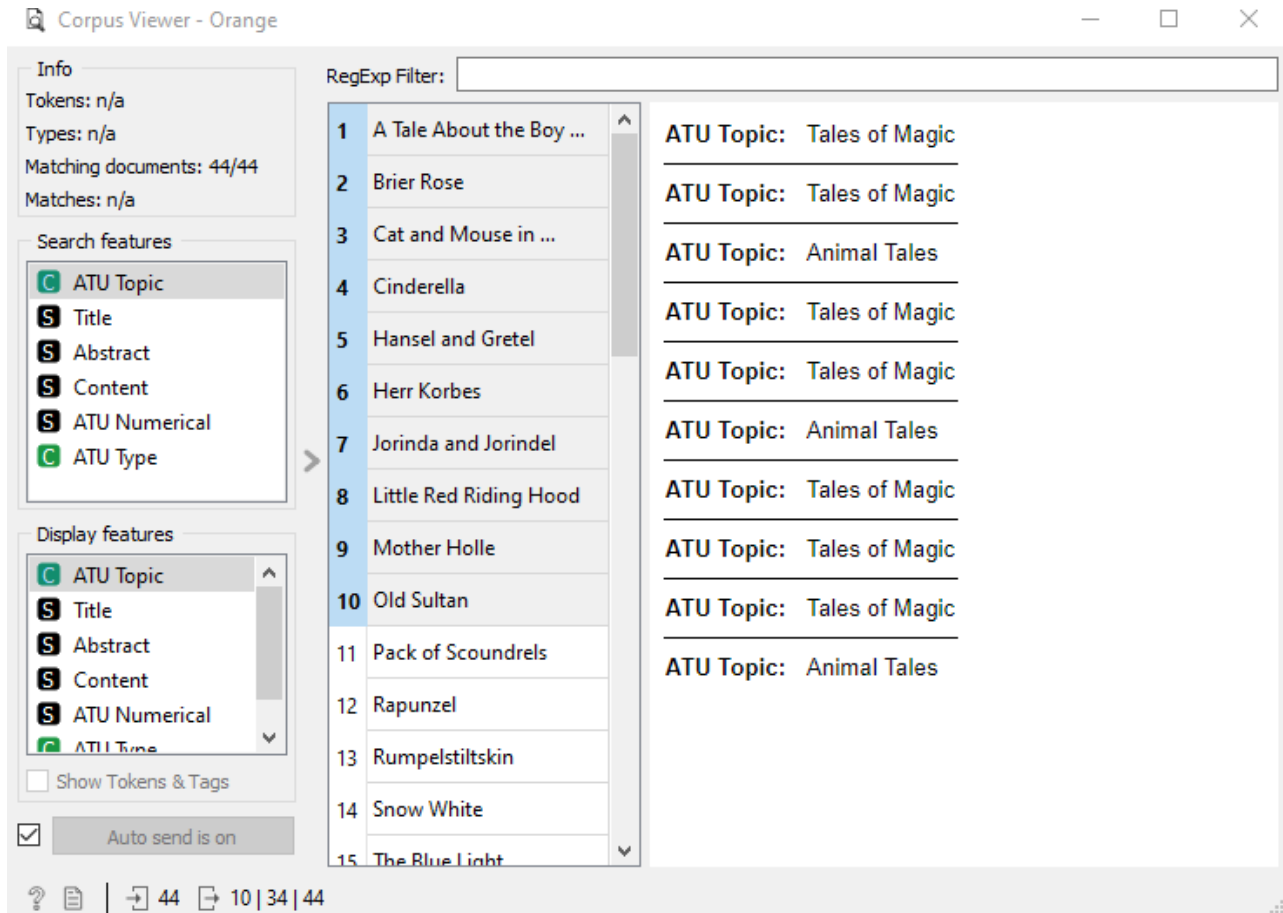 Corpus Viewer - Orange
Info
Tokens: n/a
Types: n/a
Matching documents: 44/44
Matches: n/a
Search features
C ATU Topic
S Title
S Abstract
S Content
S ATU Numerical
C ATU Type
Display features
C ATU Topic
S Title
S Abstract
S Content
S ATU Numerical
C ATU Type
Show Tokens & Tags
Auto send is on
RegExp Filter:
1 A Tale About the Boy ...
2 Brier Rose
3 Cat and Mouse in ...
4 Cinderella
5 Hansel and Gretel
6 Herr Korbes
7 Jorinda and Jorindel
8 Little Red Riding Hood
9 Mother Holle
10 Old Sultan
11 Pack of Scoundrels
12 Rapunzel
13 Rumpelstiltskin
14 Snow White
15 The Blue Light
ATU Topic: Tales of Magic
ATU Topic: Tales of Magic
ATU Topic: Animal Tales
ATU Topic: Tales of Magic
ATU Topic: Tales of Magic
ATU Topic: Animal Tales
ATU Topic: Tales of Magic
ATU Topic: Tales of Magic
ATU Topic: Tales of Magic
ATU Topic: Animal Tales
? 44 10 | 34 | 44